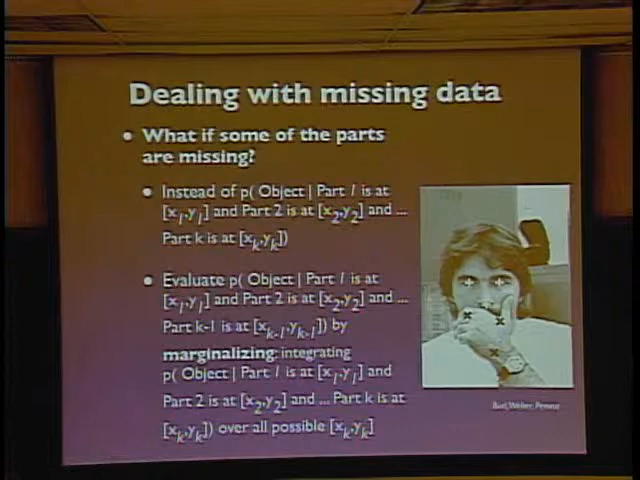 Dealing with missing data
• What if some of the parts
are missing?
• Instead of p( Object | Part 1 is at
[x1,y1] and Part 2 is at [x2,y2] and ...
Part k is at [xk,yk])
• Evaluate p( Object | Part 1 is at
[x1,y1] and Part 2 is at [x2,y2] and ...
Part k-1 is at [xk-1,yk-1]) by
marginalizing: integrating
p( Object | Part 1 is at [x1,y1] and
Part 2 is at [x2,y2] and ... Part k is at
[xk,yk]) over all possible [xk,yk]
Burl, Weber, Perona